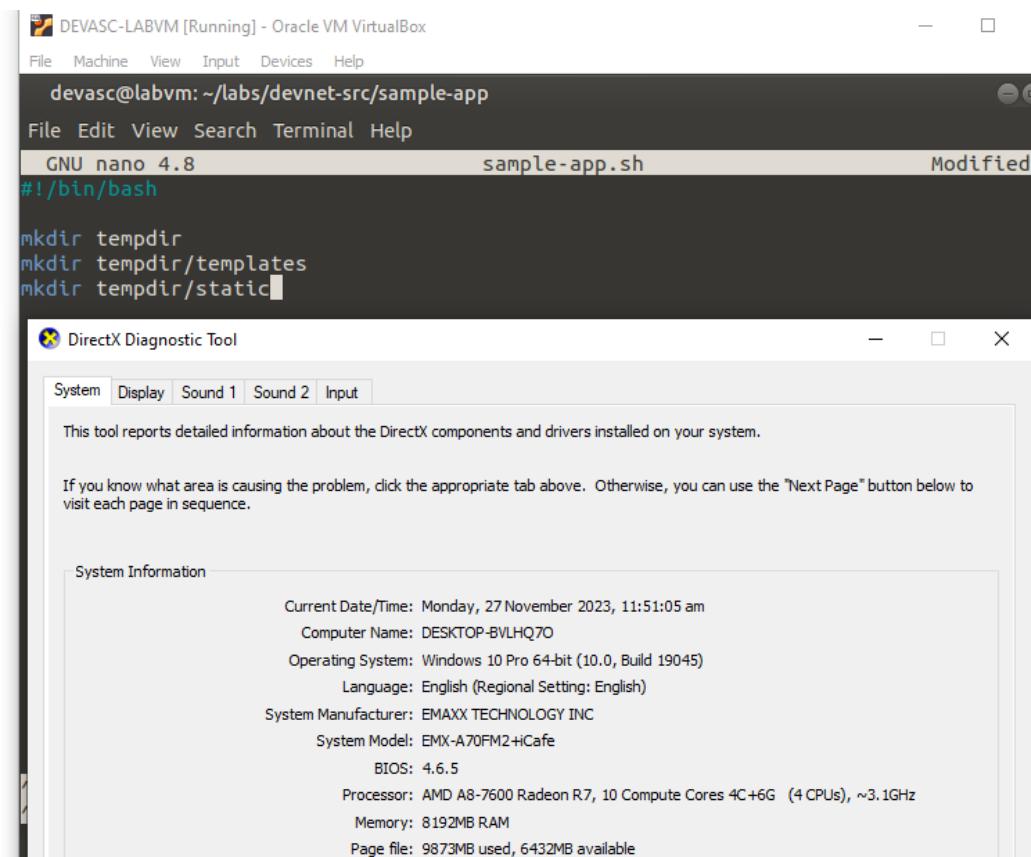 DEVASC-LABVM [Running] - Oracle VM VirtualBox
File Machine View Input Devices Help
devasc@labvm: ~/labs/devnet-src/sample-app
File Edit View Search Terminal Help
GNU nano 4.8 sample-app.sh Modified
#!/bin/bash
mkdir tempdir
mkdir tempdir/templates
mkdir tempdir/static
DirectX Diagnostic Tool
System Display Sound 1 Sound 2 Input
This tool reports detailed information about the DirectX components and drivers installed on your system.
If you know what area is causing the problem, click the appropriate tab above. Otherwise, you can use the "Next Page" button below to
visit each page in sequence.
System Information
Current Date/Time: Monday, 27 November 2023, 11:51:05 am
Computer Name: DESKTOP-BVLHQ7O
Operating System: Windows 10 Pro 64-bit (10.0, Build 19045)
Language: English (Regional Setting: English)
System Manufacturer: EMAXX TECHNOLOGY INC
System Model: EMX-A70FM2+iCafe
BIOS: 4.6.5
Processor: AMD A8-7600 Radeon R7, 10 Compute Cores 4C+6G (4 CPUs), ~3.1GHz
Memory: 8192MB RAM
Page file: 9873MB used, 6432MB available